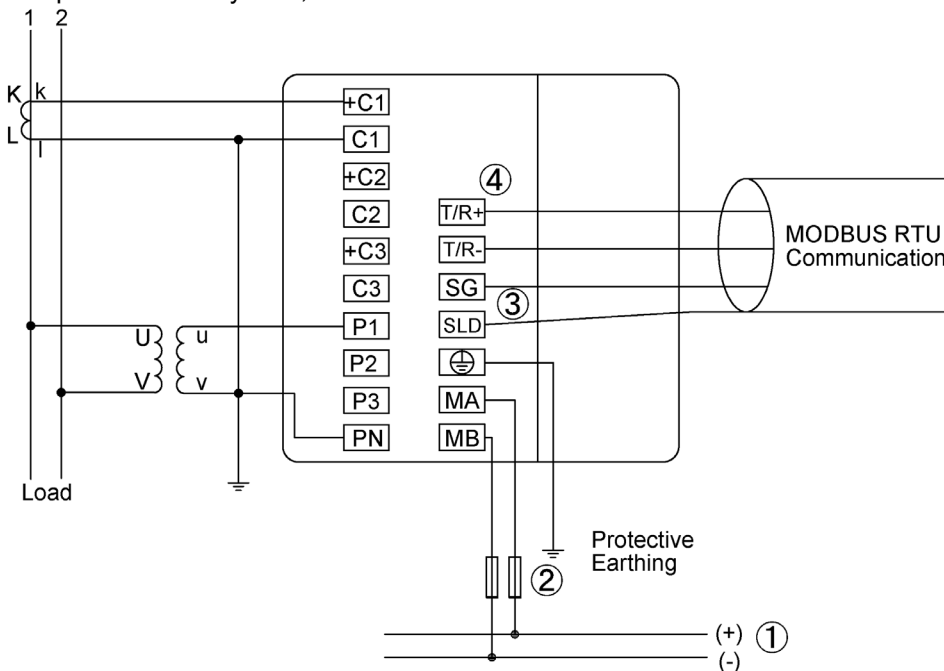 1 2
K k
L l
+C1
C1
+C2
C2
+C3
C3
P1
P2
P3
PN
④
T/R+
T/R-
SG
③
SLD
MA
MB
MODBUS RTU
Communication
U u
V v
Load
Protective
Earthing
②
(+) ①
(-)